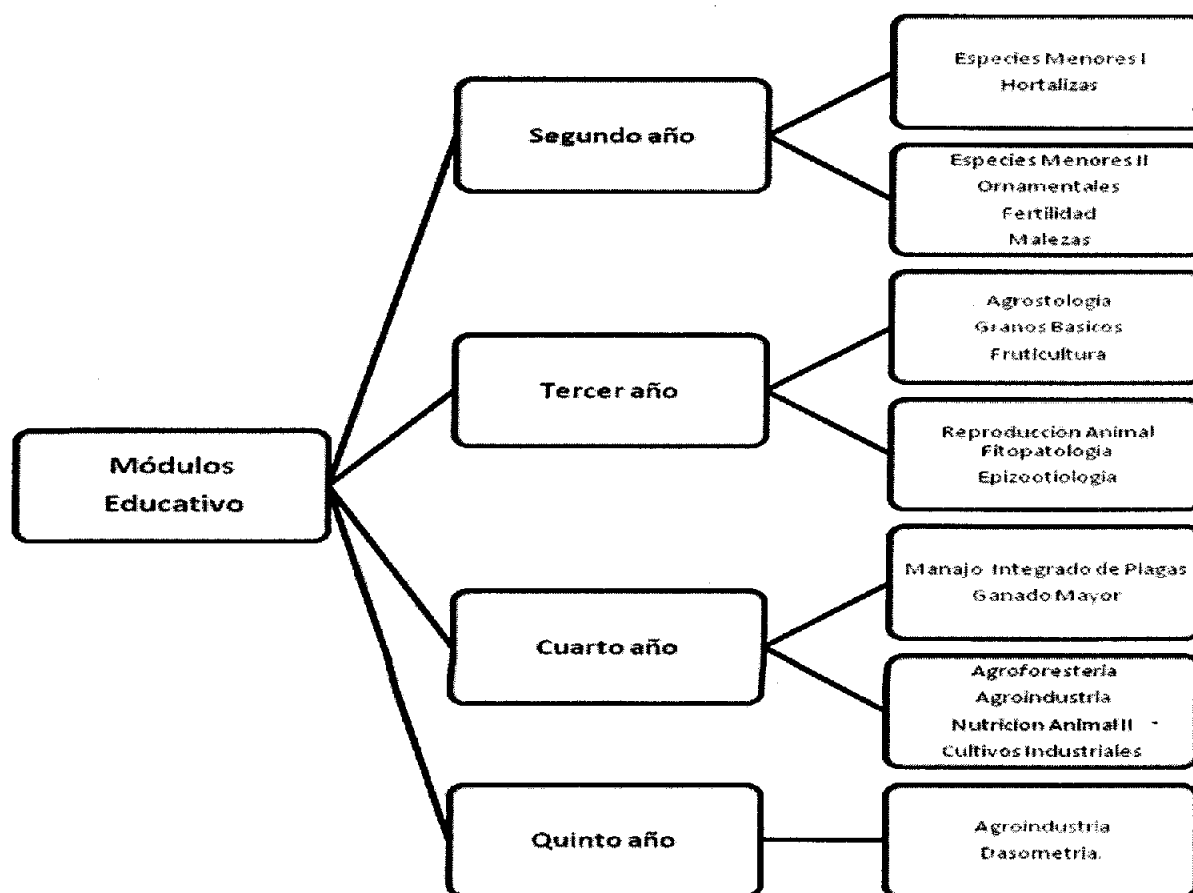 Módulos
Educativo
Segundo año
Especies Menores I
Hortalizas
Especies Menores II
Ornamentales
Fertilidad
Malezas
Tercer año
Agrostologia
Granos Basicos
Fruticultura
Reproducción Animal
Fitopatologia
Epizootiologia
Cuarto año
Manajo Integrado de Plagas
Ganado Mayor
Agroforesteria
Agroindustria
Nutricion Animal II
Cultivos Industriales
Quinto año
Agroindustria
Dasometria.